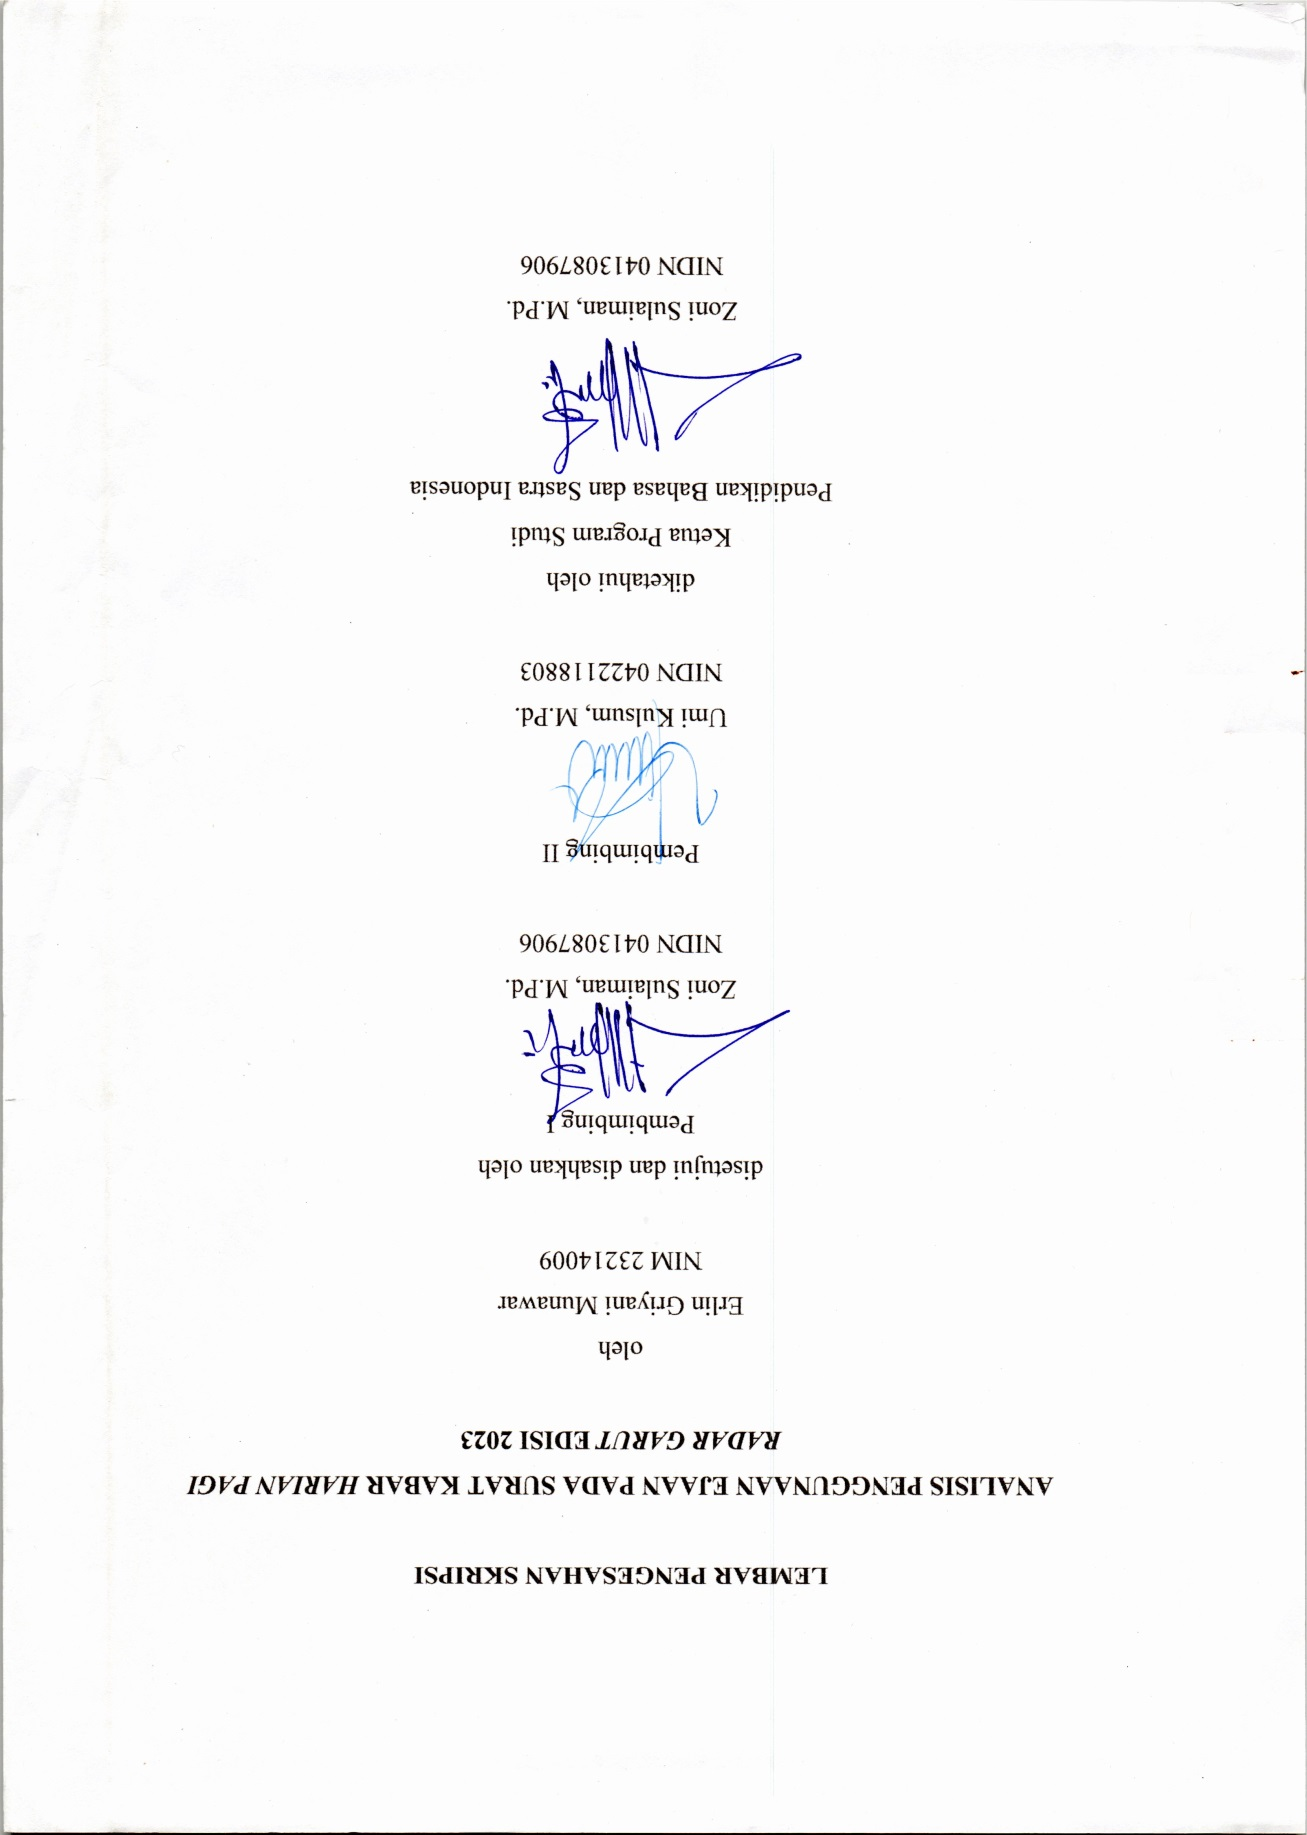 LEMBAR PENGESAHAN SKRIPSI
ANALISIS PENGGUNAAN EJAAN PADA SURAT KABAR HARIAN PAGI
RADAR GARUT EDISI 2023
oleh
Erlin Griyani Munawar
NIM 23214009
disetujui dan disahkan oleh
Pembimbing I
Zoni Sulaiman, M.Pd.
NIDN 0413087906
Pembimbing II
Umi Kulsum, M.Pd.
NIDN 0422118803
diketahui oleh
Ketua Program Studi
Pendidikan Bahasa dan Sastra Indonesia
Zoni Sulaiman, M.Pd.
NIDN 0413087906